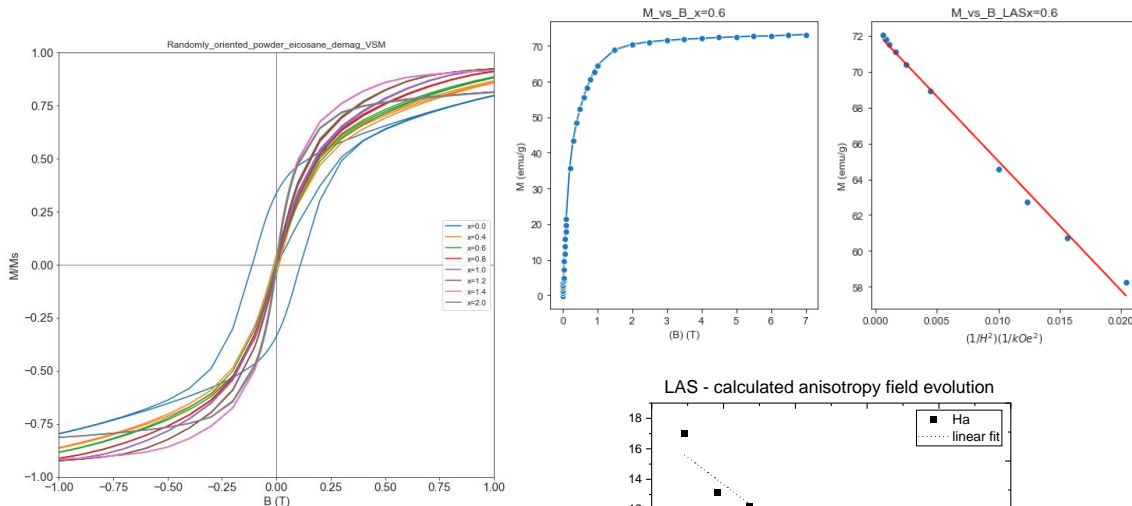 Randomly_oriented_powder_eicosane_demag_VSM
1.00
0.75
0.50
0.25
0.00
-0.25
-0.50
-0.75
-1.00
M/Ms
-1.00 -0.75 -0.50 -0.25 0.00 0.25 0.50 0.75 1.00
B (T)
x=0.0
x=0.4
x=0.6
x=0.8
x=1.0
x=1.2
x=1.4
x=2.0
M_vs_B_x=0.6
70
60
50
40
30
20
10
0
M (emu/g)
0 1 2 3 4 5 6 7
(B) (T)
M_vs_B_LASx=0.6
72
70
68
66
64
62
60
58
M (emu/g)
0.000 0.005 0.010 0.015 0.020
(1/H²)(1/kOe²)
LAS - calculated anisotropy field evolution
18
16
14
Ha
linear fit